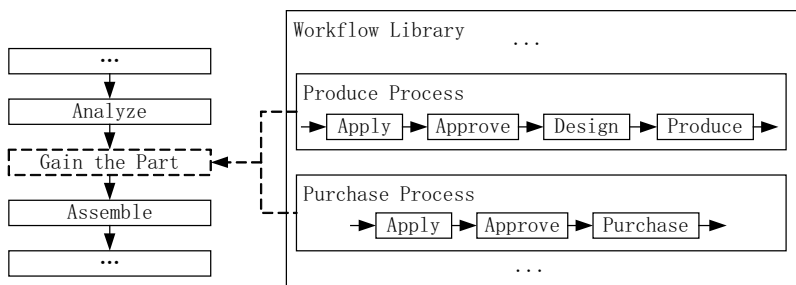 ...
Analyze
Gain the Part
Assemble
...
Workflow Library
...
Produce Process
Apply Approve Design Produce
Purchase Process
Apply Approve Purchase
...